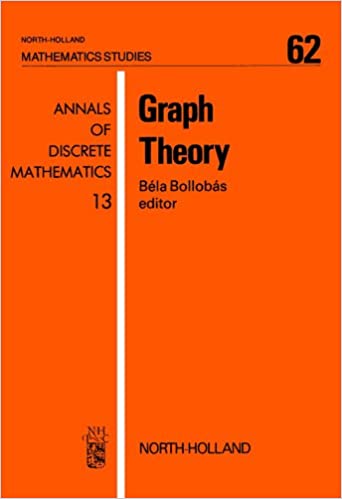 NORTH-HOLLAND
MATHEMATICS STUDIES
62
ANNALS
OF
DISCRETE
MATHEMATICS
13
Graph
Theory
Béla Bollobás
editor
NORTH-HOLLAND